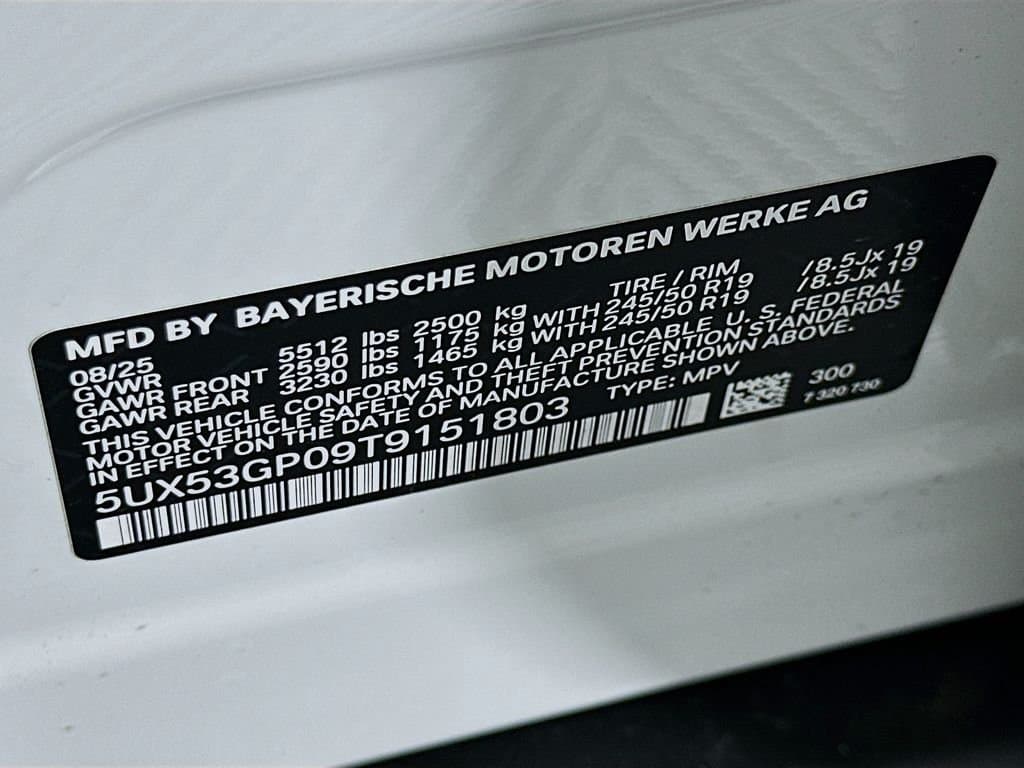 MFD BY BAYERISCHE MOTOREN WERKE AG
08/25 TIRE / RIM
GVWR 5512 lbs 2500 kg
GAWR FRONT 2590 lbs 1175 kg WITH 245/50 R19 /8.5Jx 19
GAWR REAR 3230 lbs 1465 kg WITH 245/50 R19 /8.5Jx 19
THIS VEHICLE CONFORMS TO ALL APPLICABLE U. S. FEDERAL
MOTOR VEHICLE SAFETY AND THEFT PREVENTION STANDARDS
IN EFFECT ON THE DATE OF MANUFACTURE SHOWN ABOVE.
5UX53GP09T9151803 TYPE: MPV
300
7 320 730